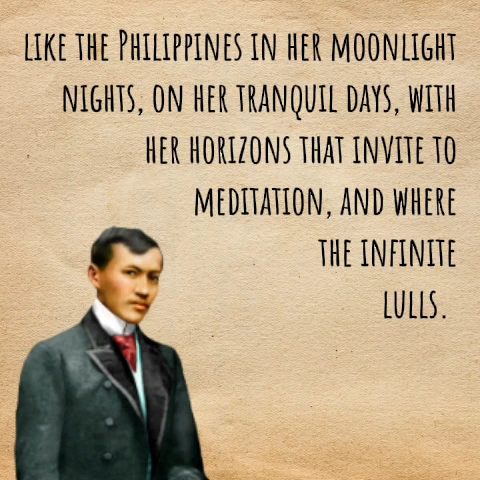 like the Philippines in her moonlight
nights, on her tranquil days, with
her horizons that invite to
meditation, and where
the infinite
lulls.